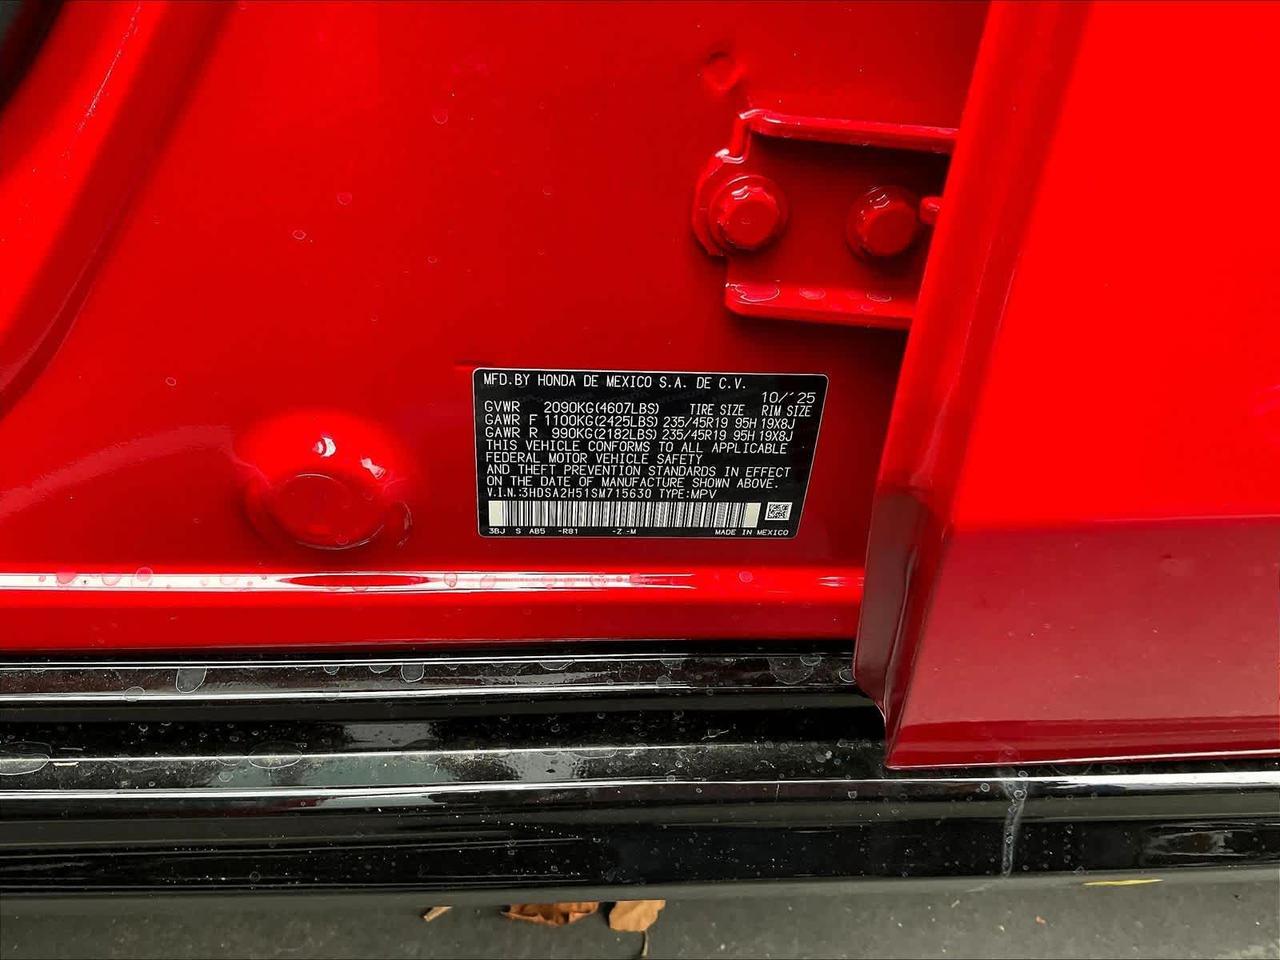 MFD.BY HONDA DE MEXICO S.A. DE C.V.
10/'25
GVWR 2090KG(4607LBS) TIRE SIZE RIM SIZE
GAWR F 1100KG(2425LBS) 235/45R19 95H 19X8J
GAWR R 990KG(2182LBS) 235/45R19 95H 19X8J
THIS VEHICLE CONFORMS TO ALL APPLICABLE
FEDERAL MOTOR VEHICLE SAFETY
AND THEFT PREVENTION STANDARDS IN EFFECT
ON THE DATE OF MANUFACTURE SHOWN ABOVE.
V.I.N.:3HDSA2H51SM715630 TYPE:MPV
3BJ S AB5 -R81 -Z -M MADE IN MEXICO